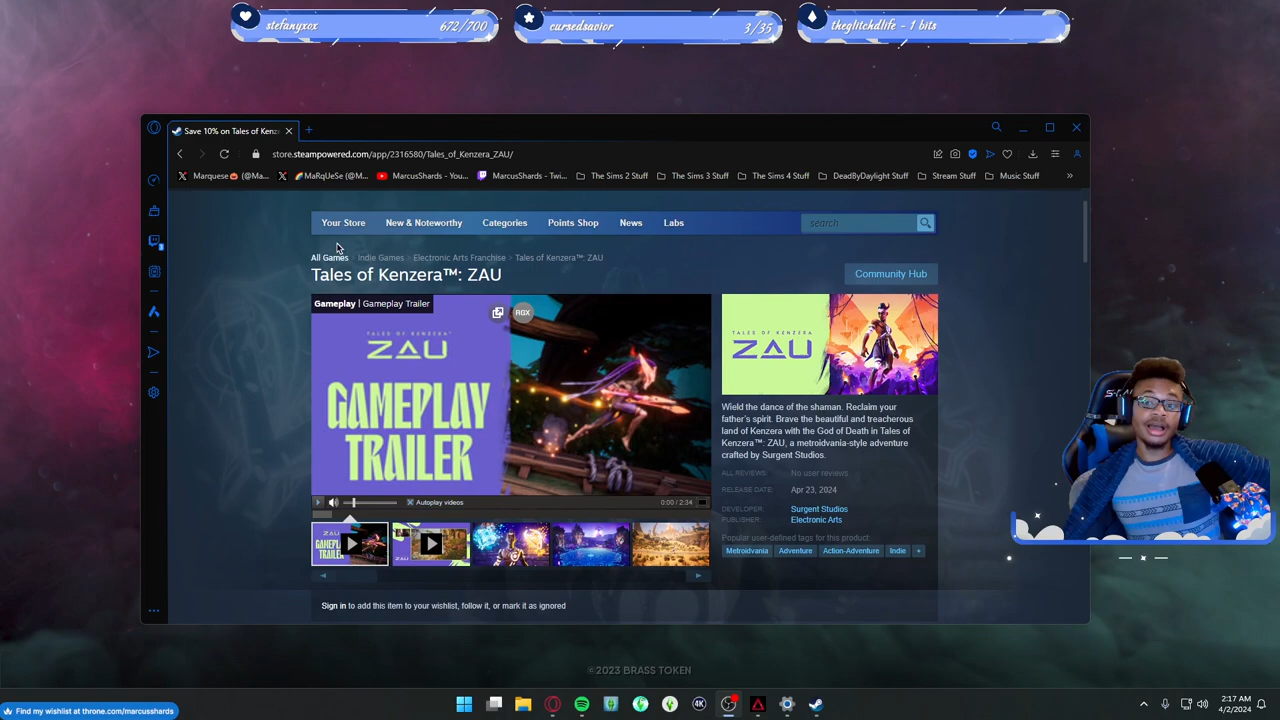 stefanyxox 672/700
cursedsavior 3/35
theglitchdlife - 1 bits
Save 10% on Tales of Kenz
store.steampowered.com/app/2316580/Tales_of_Kenzera_ZAU/
Marquese🎃 (@Ma...
🌈MaRqUeSe (@M...
MarcusShards - You...
MarcusShards - Twi...
The Sims 2 Stuff
The Sims 3 Stuff
The Sims 4 Stuff
DeadByDaylight Stuff
Stream Stuff
Music Stuff
»
Your Store
New & Noteworthy
Categories
Points Shop
News
Labs
search
All Games > Indie Games > Electronic Arts Franchise > Tales of Kenzera™: ZAU
Tales of Kenzera™: ZAU
Community Hub
Gameplay | Gameplay Trailer
RGX
TALES OF KENZERA™
ZAU
GAMEPLAY
TRAILER
Autoplay videos
0:00 / 2:34
TALES OF KENZERA
ZAU
Wield the dance of the shaman. Reclaim your
father's spirit. Brave the beautiful and treacherous
land of Kenzera with the God of Death in Tales of
Kenzera™: ZAU, a metroidvania-style adventure
crafted by Surgent Studios.
ALL REVIEWS: No user reviews
RELEASE DATE: Apr 23, 2024
DEVELOPER: Surgent Studios
PUBLISHER: Electronic Arts
Popular user-defined tags for this product:
Metroidvania
Adventure
Action-Adventure
Indie
+
Sign in to add this item to your wishlist, follow it, or mark it as ignored
©2023 BRASS TOKEN
Find my wishlist at throne.com/marcusshards
4K
2:17 AM
4/2/2024